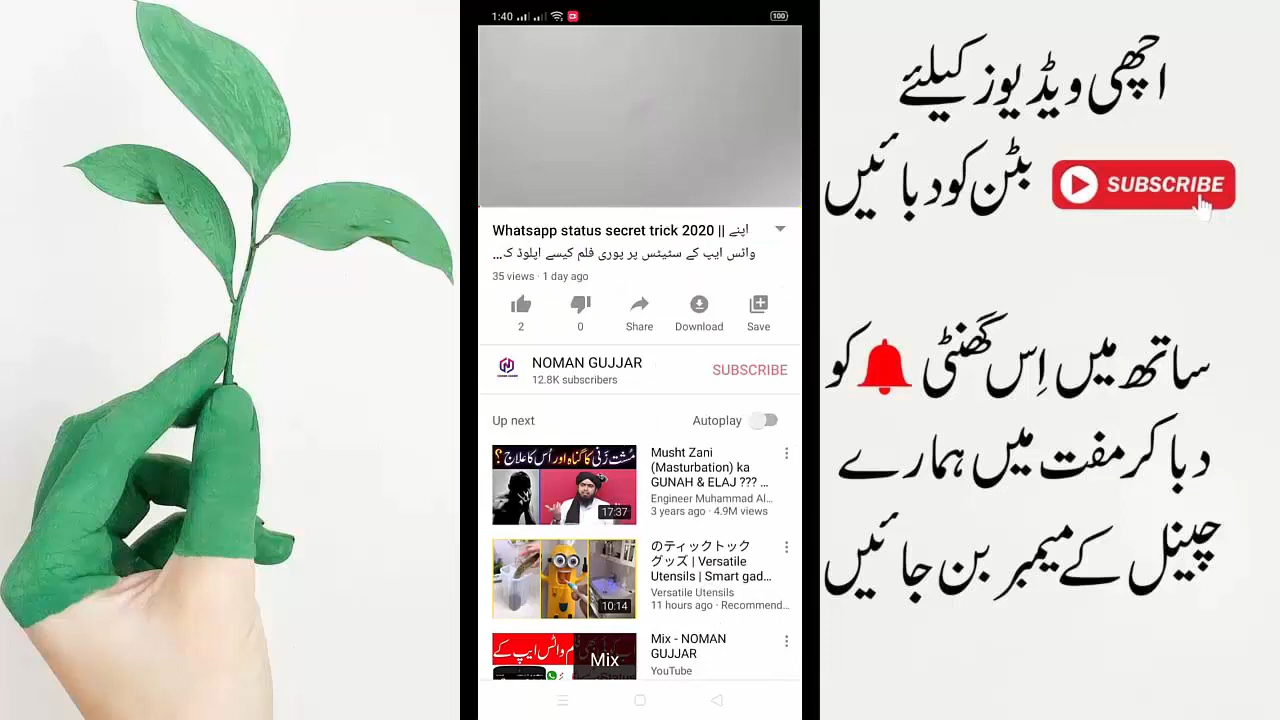 1:40
100
Whatsapp status secret trick 2020 || اپنے
واٹس ایپ کے سٹیٹس پر پوری فلم کیسے اپلوڈ ک...
35 views · 1 day ago
2
0
Share
Download
Save
NOMAN GUJJAR
12.8K subscribers
SUBSCRIBE
Up next
Autoplay
مُشت زنی کا گناہ اور اُس کا علاج ؟
17:37
Musht Zani
(Masturbation) ka
GUNAH & ELAJ ??? ...
Engineer Muhammad Al...
3 years ago · 4.9M views
10:14
のティックトック
グッズ | Versatile
Utensils | Smart gad...
Versatile Utensils
11 hours ago · Recommend...
Mix
Mix - NOMAN
GUJJAR
YouTube
اچھی ویڈیوز کیلئے
SUBSCRIBE بٹن کو دبائیں
ساتھ میں اِس گھنٹی کو
دبا کر مفت میں ہمارے
چینل کے میمبر بن جائیں